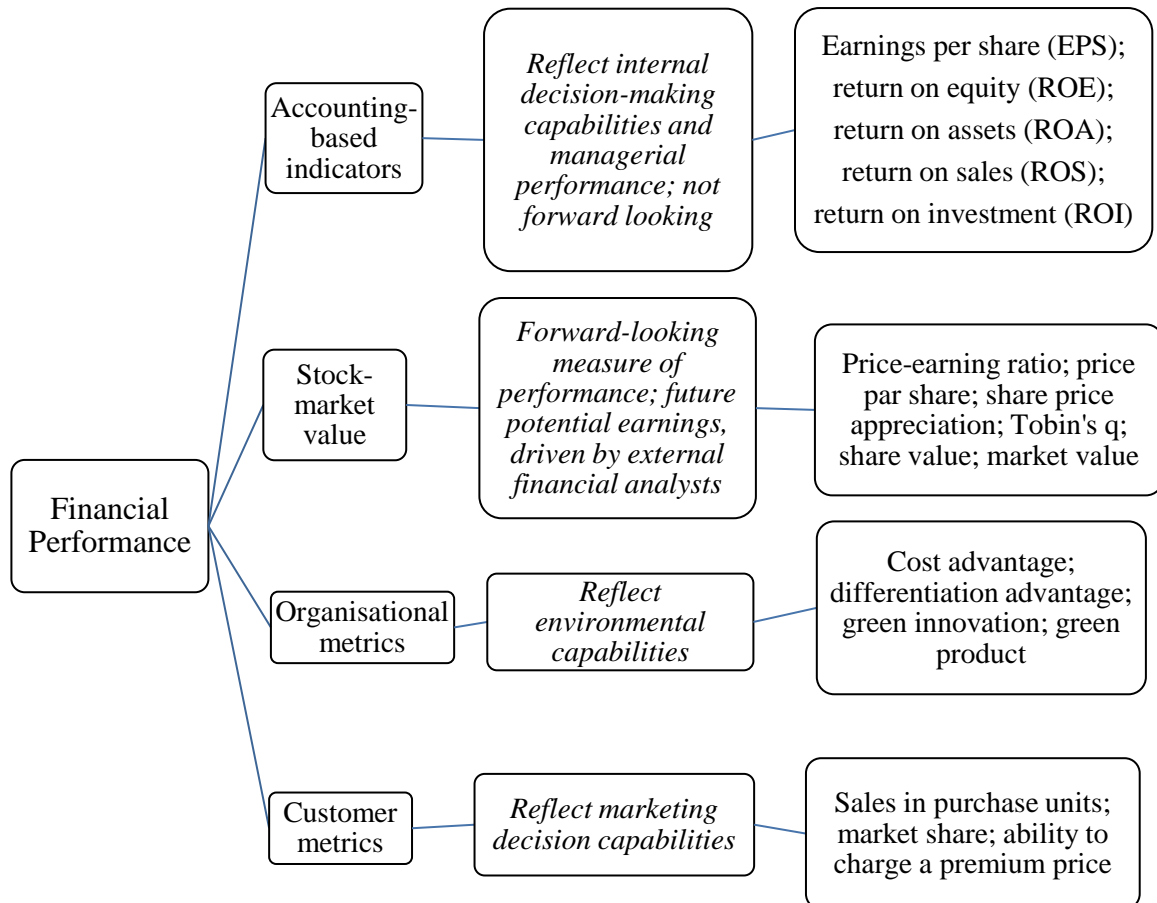 Financial
Performance
Accounting-
based
indicators
Reflect internal
decision-making
capabilities and
managerial
performance; not
forward looking
Earnings per share (EPS);
return on equity (ROE);
return on assets (ROA);
return on sales (ROS);
return on investment (ROI)
Stock-
market
value
Forward-looking
measure of
performance; future
potential earnings,
driven by external
financial analysts
Price-earning ratio; price
par share; share price
appreciation; Tobin's q;
share value; market value
Organisational
metrics
Reflect
environmental
capabilities
Cost advantage;
differentiation advantage;
green innovation; green
product
Customer
metrics
Reflect marketing
decision capabilities
Sales in purchase units;
market share; ability to
charge a premium price